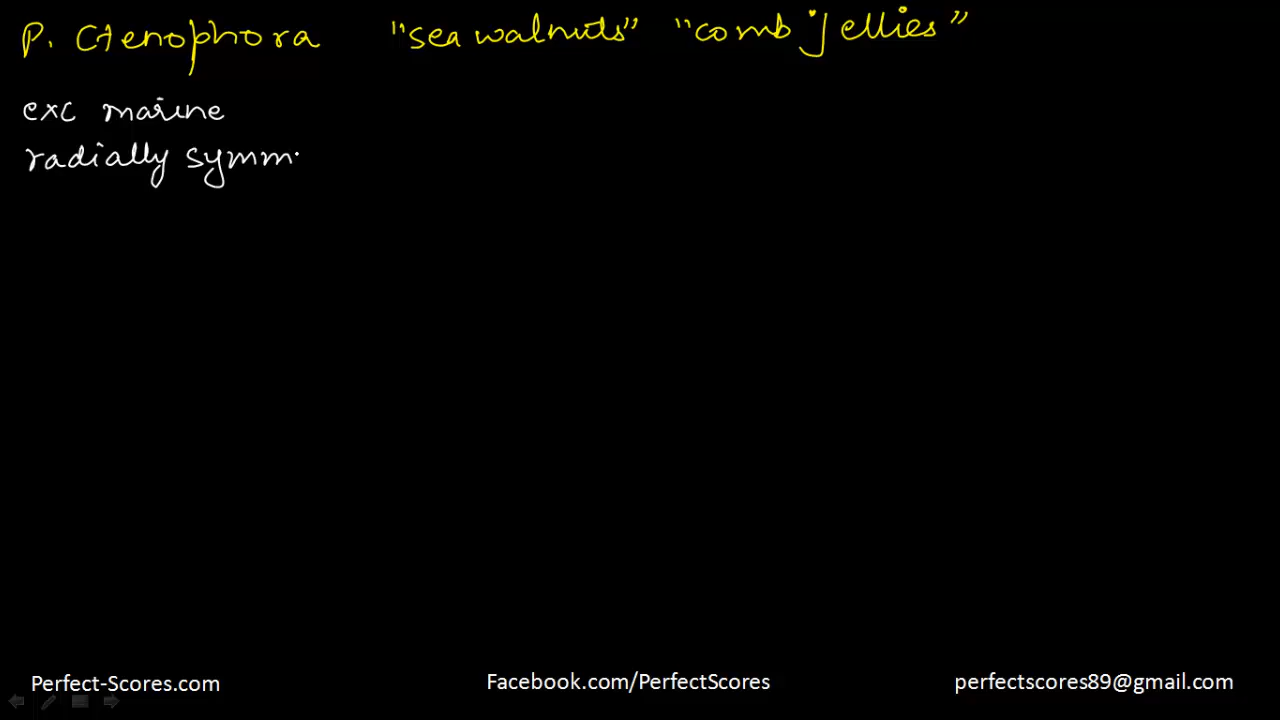 P. Ctenophora "sea walnuts" "comb jellies"
exc marine
radially symm.
Perfect-Scores.com Facebook.com/PerfectScores perfectscores89@gmail.com